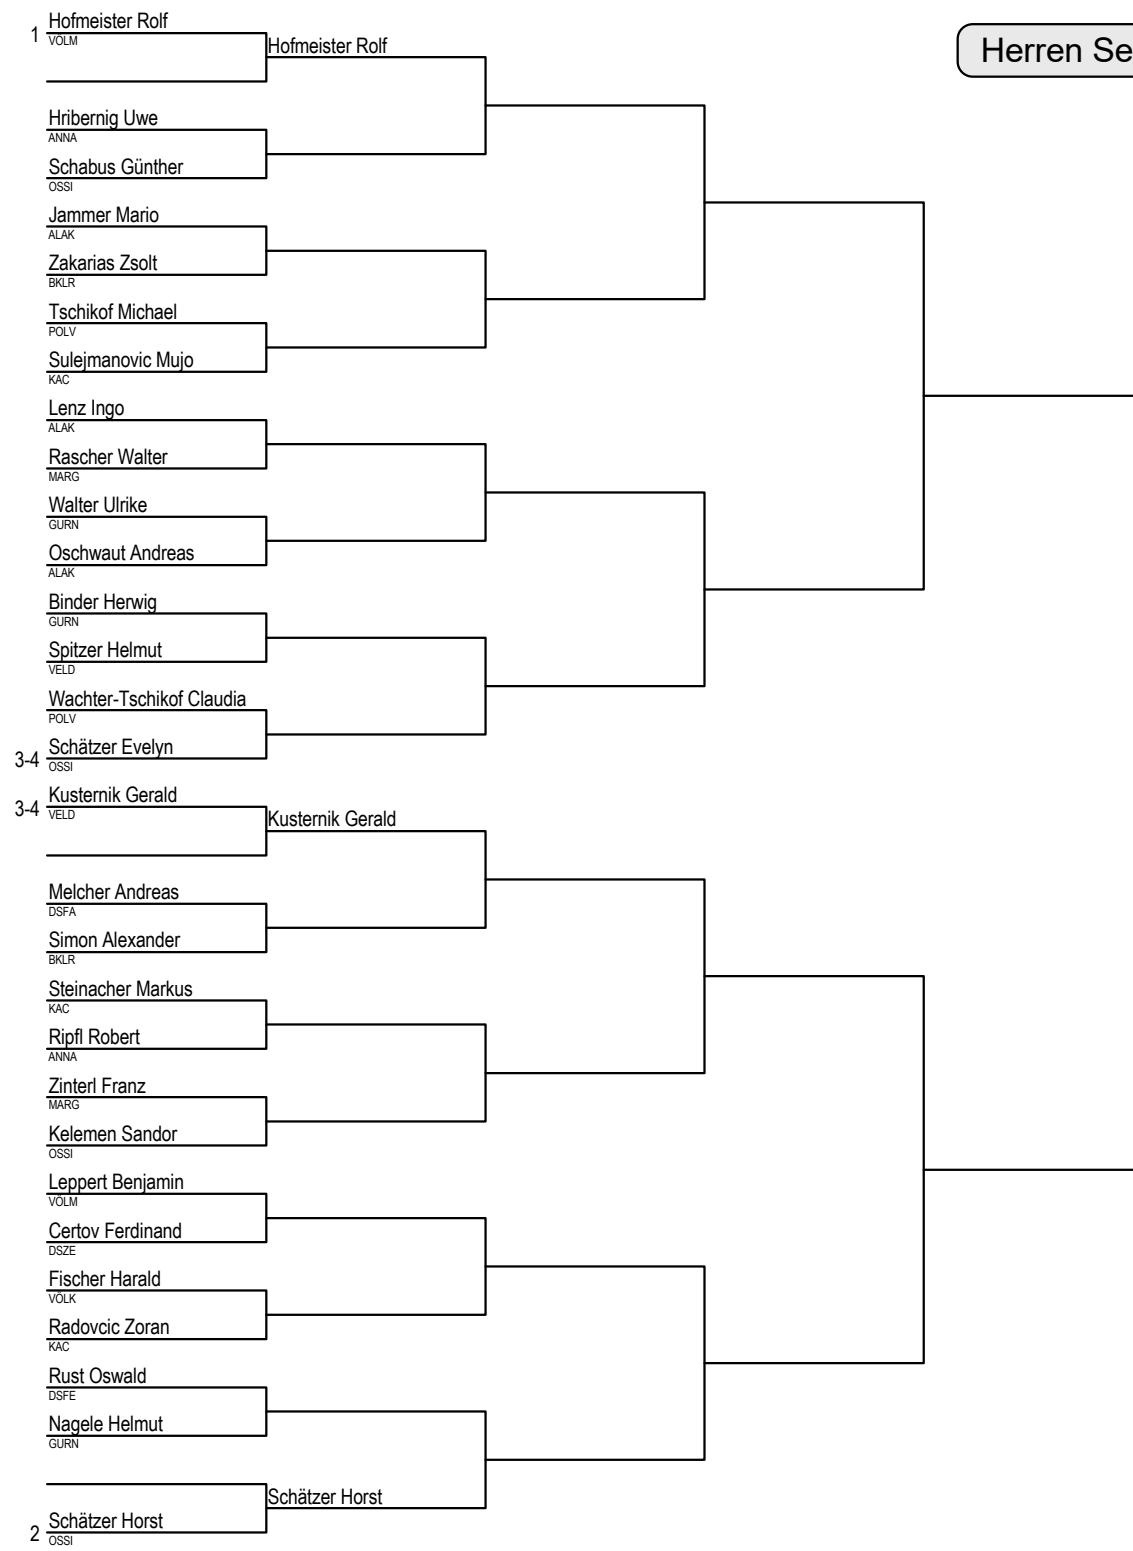 Hofmeister Rolf
1
VÖLM
Hofmeister Rolf
Herren Se
Hribernig Uwe
ANNA
Schabus Günther
OSSI
Jammer Mario
ALAK
Zakarias Zsolt
BKLR
Tschikof Michael
POLV
Sulejmanovic Mujo
KAC
Lenz Ingo
ALAK
Rascher Walter
MARG
Walter Ulrike
GURN
Oschwaut Andreas
ALAK
Binder Herwig
GURN
Spitzer Helmut
VELD
Wachter-Tschikof Claudia
POLV
Schätzer Evelyn
3-4
OSSI
Kusternik Gerald
3-4
VELD
Kusternik Gerald
Melcher Andreas
DSFA
Simon Alexander
BKLR
Steinacher Markus
KAC
Ripfl Robert
ANNA
Zinterl Franz
MARG
Kelemen Sandor
OSSI
Leppert Benjamin
VÖLM
Certov Ferdinand
DSZE
Fischer Harald
VÖLK
Radovcic Zoran
KAC
Rust Oswald
DSFE
Nagele Helmut
GURN
Schätzer Horst
Schätzer Horst
2
OSSI